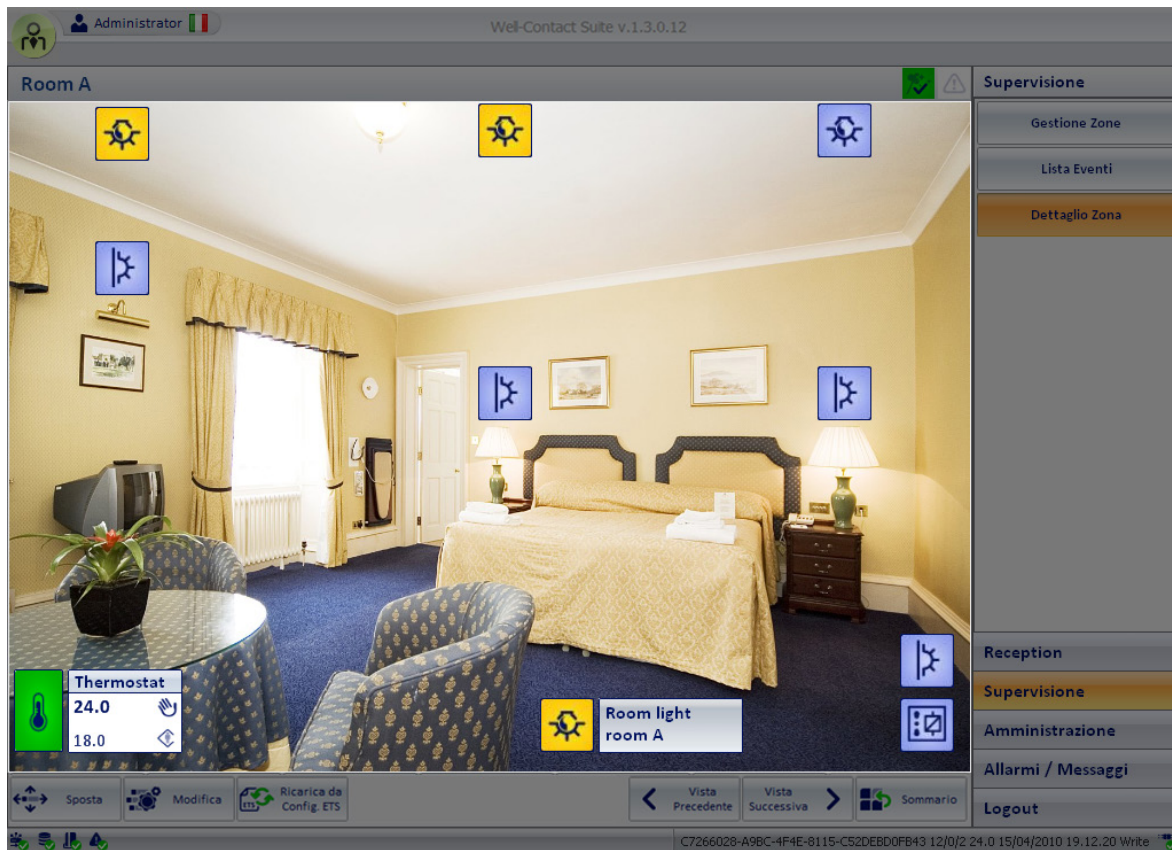 Administrator
Well-Contact Suite v.1.3.0.12
Room A
Supervisione
Gestione Zone
Lista Eventi
Dettaglio Zona
Thermostat
24.0
18.0
Room light
room A
Reception
Supervisione
Amministrazione
Allarmi / Messaggi
Logout
Sposta
Modifica
ETS
Ricarica da
Config. ETS
Vista
Precedente
Vista
Successiva
Sommario
C7266028-A9BC-4F4E-8115-C52DEBD0FB43 12/0/2 24.0 15/04/2010 19.12.20 Write